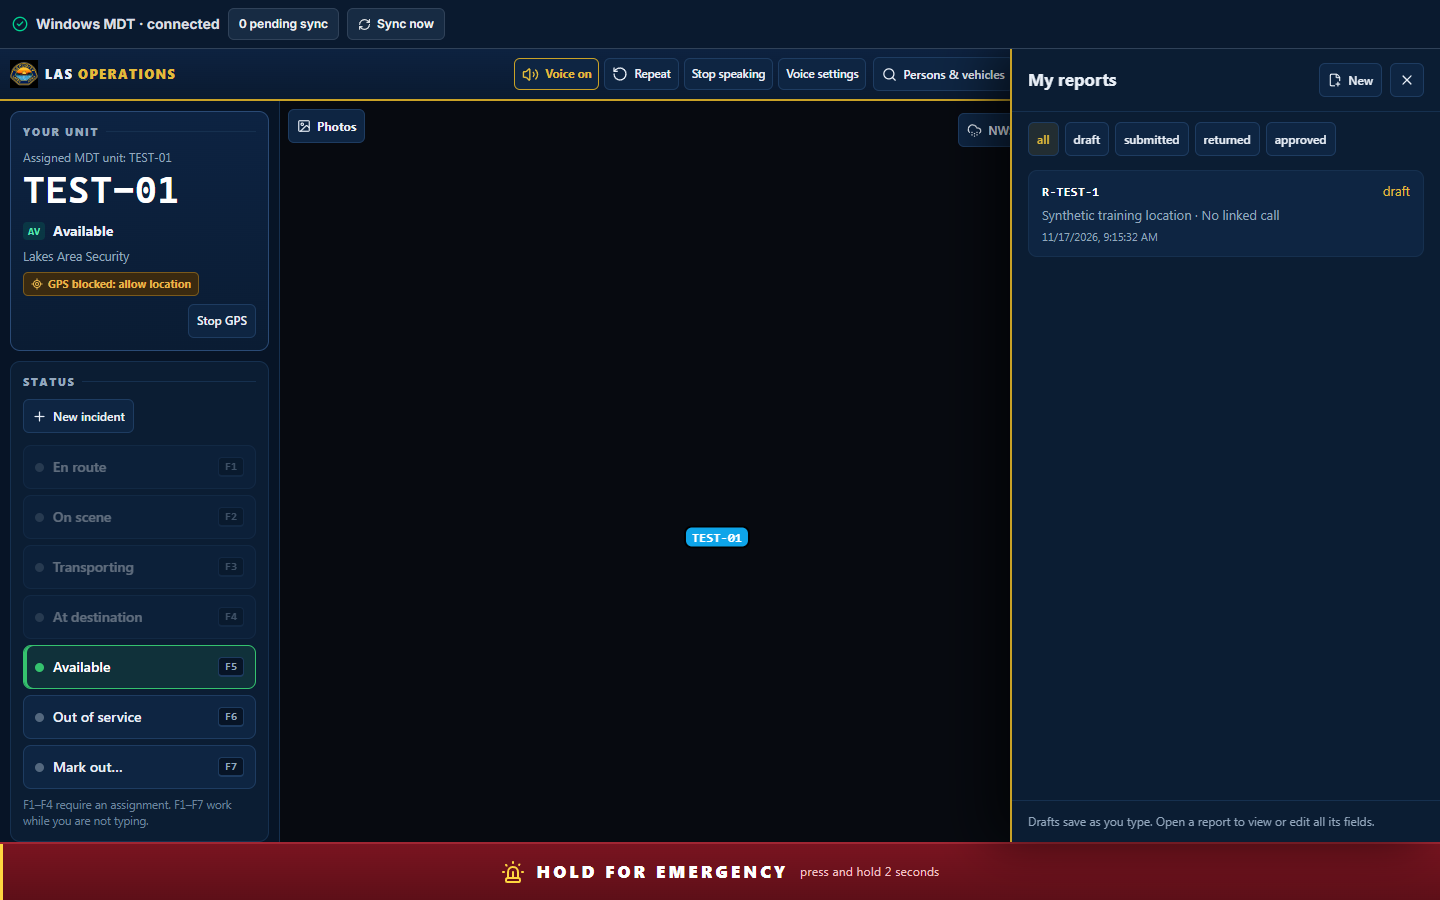 Windows MDT · connected
0 pending sync
Sync now
LAS OPERATIONS
Voice on
Repeat
Stop speaking
Voice settings
Persons & vehicles
YOUR UNIT
Assigned MDT unit: TEST-01
TEST-01
AV Available
Lakes Area Security
GPS blocked: allow location
Stop GPS
STATUS
New incident
En route F1
On scene F2
Transporting F3
At destination F4
Available F5
Out of service F6
Mark out... F7
F1–F4 require an assignment. F1–F7 work
while you are not typing.
Photos
TEST-01
My reports
New
all
draft
submitted
returned
approved
R-TEST-1 draft
Synthetic training location · No linked call
11/17/2026, 9:15:32 AM
Drafts save as you type. Open a report to view or edit all its fields.
HOLD FOR EMERGENCY press and hold 2 seconds